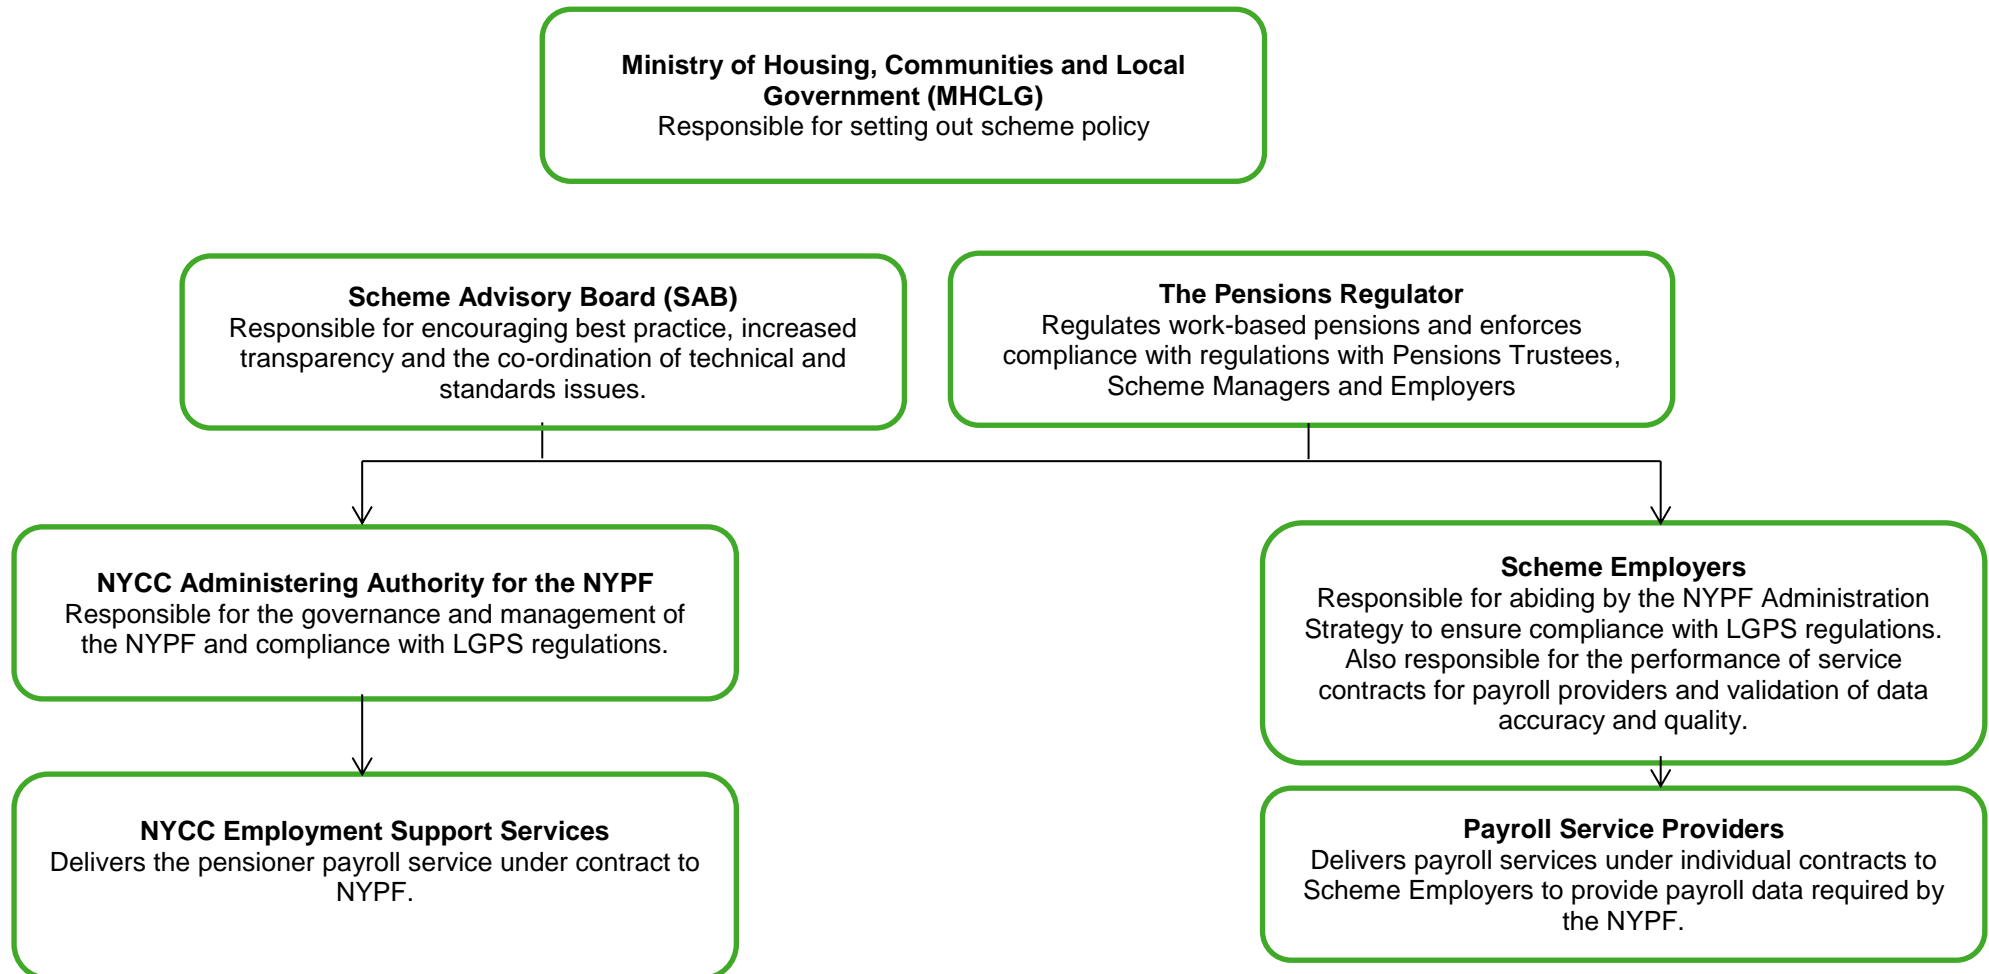 Ministry of Housing, Communities and Local
Government (MHCLG)
Responsible for setting out scheme policy
Scheme Advisory Board (SAB)
Responsible for encouraging best practice, increased
transparency and the co-ordination of technical and
standards issues.
The Pensions Regulator
Regulates work-based pensions and enforces
compliance with regulations with Pensions Trustees,
Scheme Managers and Employers
NYCC Administering Authority for the NYPF
Responsible for the governance and management of
the NYPF and compliance with LGPS regulations.
Scheme Employers
Responsible for abiding by the NYPF Administration
Strategy to ensure compliance with LGPS regulations.
Also responsible for the performance of service
contracts for payroll providers and validation of data
accuracy and quality.
NYCC Employment Support Services
Delivers the pensioner payroll service under contract to
NYPF.
Payroll Service Providers
Delivers payroll services under individual contracts to
Scheme Employers to provide payroll data required by
the NYPF.